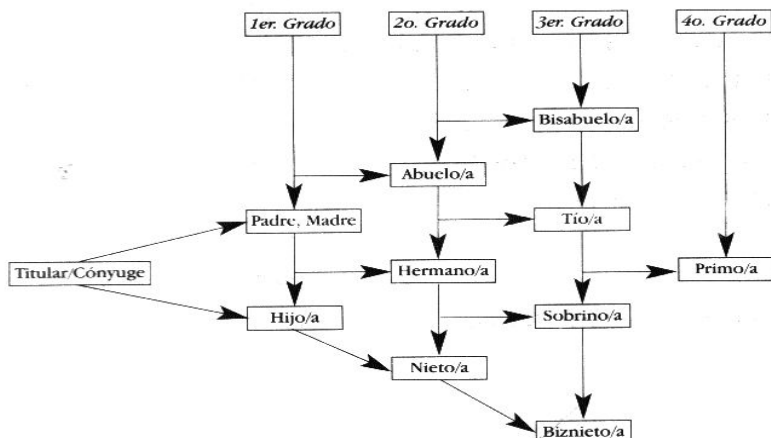 1er. Grado 2o. Grado 3er. Grado 4o. Grado
Bisabuelo/a
Abuelo/a
Padre, Madre Tío/a
Titular/Cónyuge Hermano/a Primo/a
Hijo/a Sobrino/a
Nieto/a
Biznieto/a